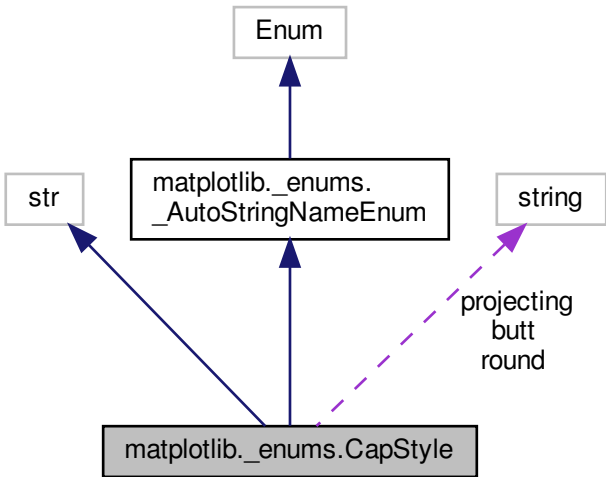 Enum
str
matplotlib._enums.
_AutoStringNameEnum
string
projecting
butt
round
matplotlib._enums.CapStyle